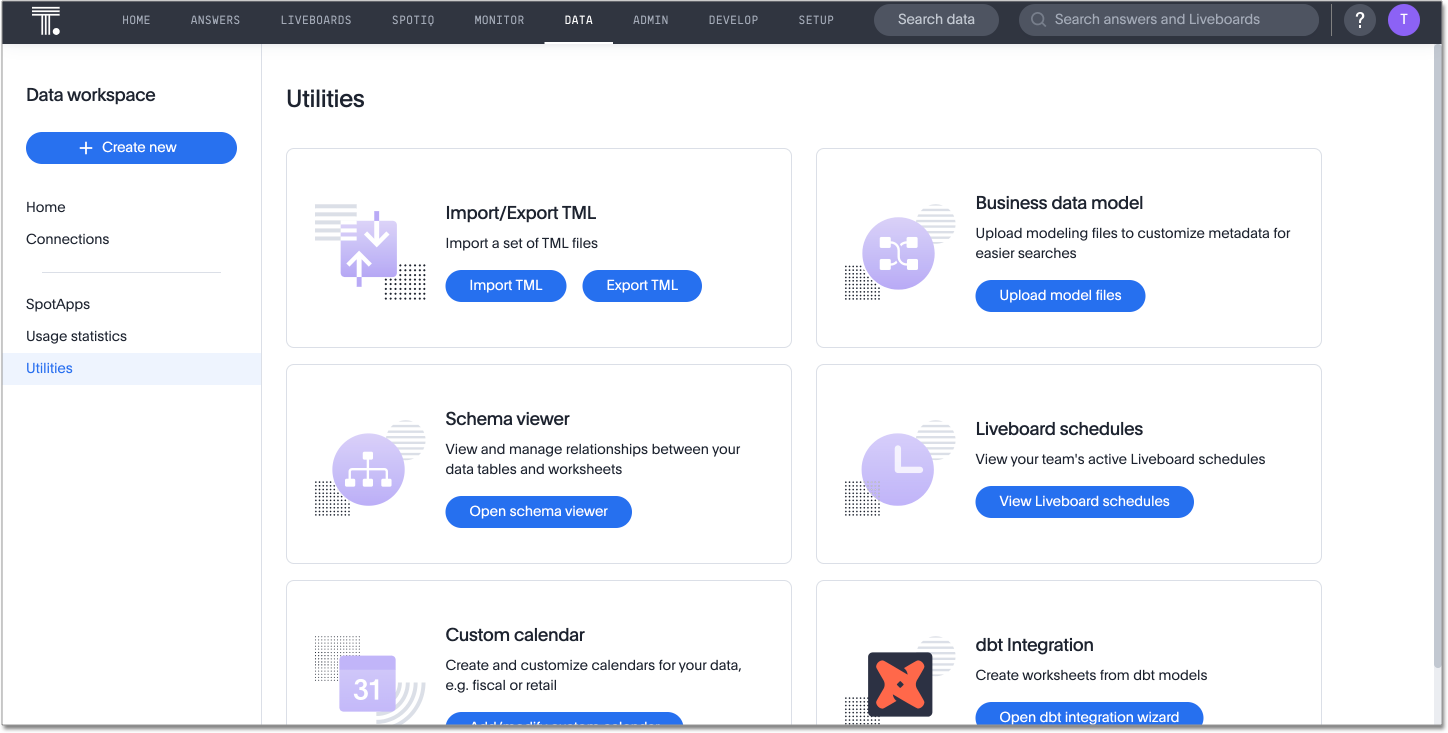 HOME ANSWERS LIVEBOARDS SPOTIQ MONITOR DATA ADMIN DEVELOP SETUP Search data Search answers and Liveboards ? T
Data workspace
Create new
Home
Connections
SpotApps
Usage statistics
Utilities
Utilities
Import/Export TML
Import a set of TML files
Import TML Export TML
Business data model
Upload modeling files to customize metadata for
easier searches
Upload model files
Schema viewer
View and manage relationships between your
data tables and worksheets
Open schema viewer
Liveboard schedules
View your team's active Liveboard schedules
View Liveboard schedules
31
Custom calendar
Create and customize calendars for your data,
e.g. fiscal or retail
Add/modify custom calendar
dbt Integration
Create worksheets from dbt models
Open dbt integration wizard